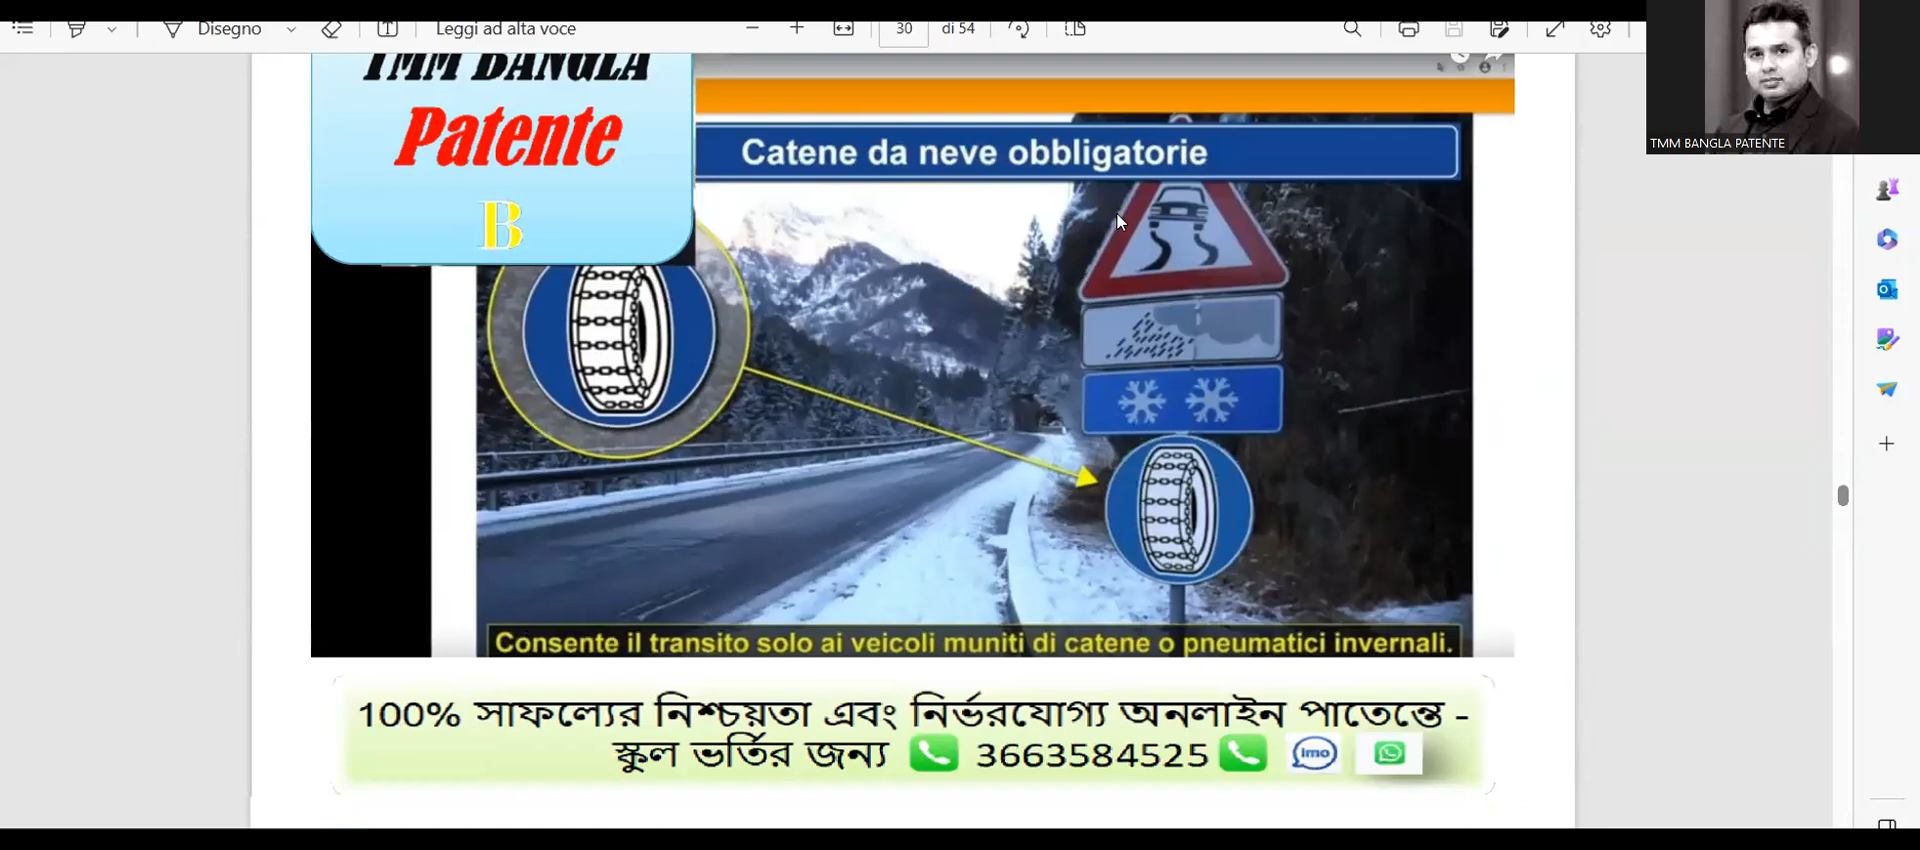 Disegno
Leggi ad alta voce
30
di 54
TMM BANGLA
Patente
B
Catene da neve obbligatorie
Consente il transito solo ai veicoli muniti di catene o pneumatici invernali.
100% সাফল্যের নিশ্চয়তা এবং নির্ভরযোগ্য অনলাইন পাতেন্তে -
স্কুল ভর্তির জন্য 3663584525 imo
TMM BANGLA PATENTE